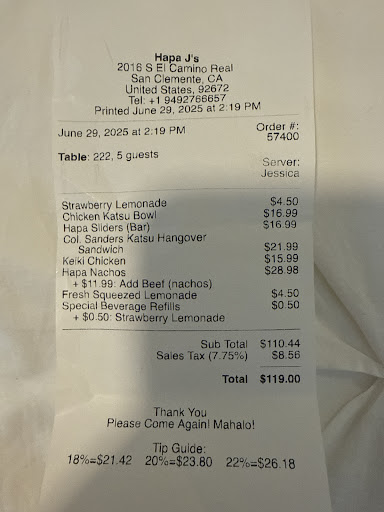 Hapa J's
2016 S El Camino Real
San Clemente, CA
United States, 92672
Tel: +1 9492766657
Printed June 29, 2025 at 2:19 PM
June 29, 2025 at 2:19 PM Order #:
57400
Table: 222, 5 guests
Server:
Jessica
Strawberry Lemonade $4.50
Chicken Katsu Bowl $16.99
Hapa Sliders (Bar) $16.99
Col. Sanders Katsu Hangover
Sandwich $21.99
Keiki Chicken $15.99
Hapa Nachos $28.98
+ $11.99: Add Beef (nachos)
Fresh Squeezed Lemonade $4.50
Special Beverage Refills $0.50
+ $0.50: Strawberry Lemonade
Sub Total $110.44
Sales Tax (7.75%) $8.56
Total $119.00
Thank You
Please Come Again! Mahalo!
Tip Guide:
18%=$21.42 20%=$23.80 22%=$26.18